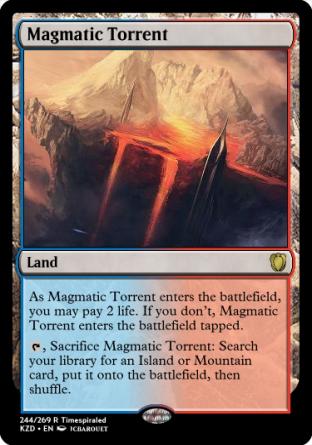 Magmatic Torrent
Land
As Magmatic Torrent enters the battlefield,
you may pay 2 life. If you don't, Magmatic
Torrent enters the battlefield tapped.
, Sacrifice Magmatic Torrent: Search
your library for an Island or Mountain
card, put it onto the battlefield, then
shuffle.
244/269 R Timespiraled
KZD • EN ICBAROUET